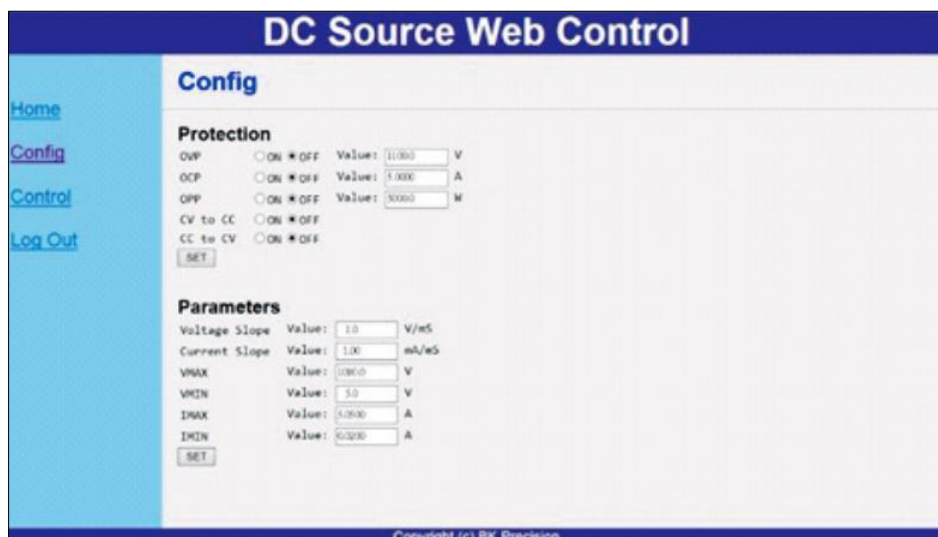 DC Source Web Control
Home
Config
Control
Log Out
Config
Protection
OVP ON OFF Value: V
OCP ON OFF Value: A
OPP ON OFF Value: W
CV to CC ON OFF
CC to CV ON OFF
SET
Parameters
Voltage Slope Value: 1.0 V/mS
Current Slope Value: 1.00 mA/mS
VMAX Value: V
VMIN Value: 5.0 V
IMAX Value: A
IMIN Value: A
SET
Copyright (c) BK Precision